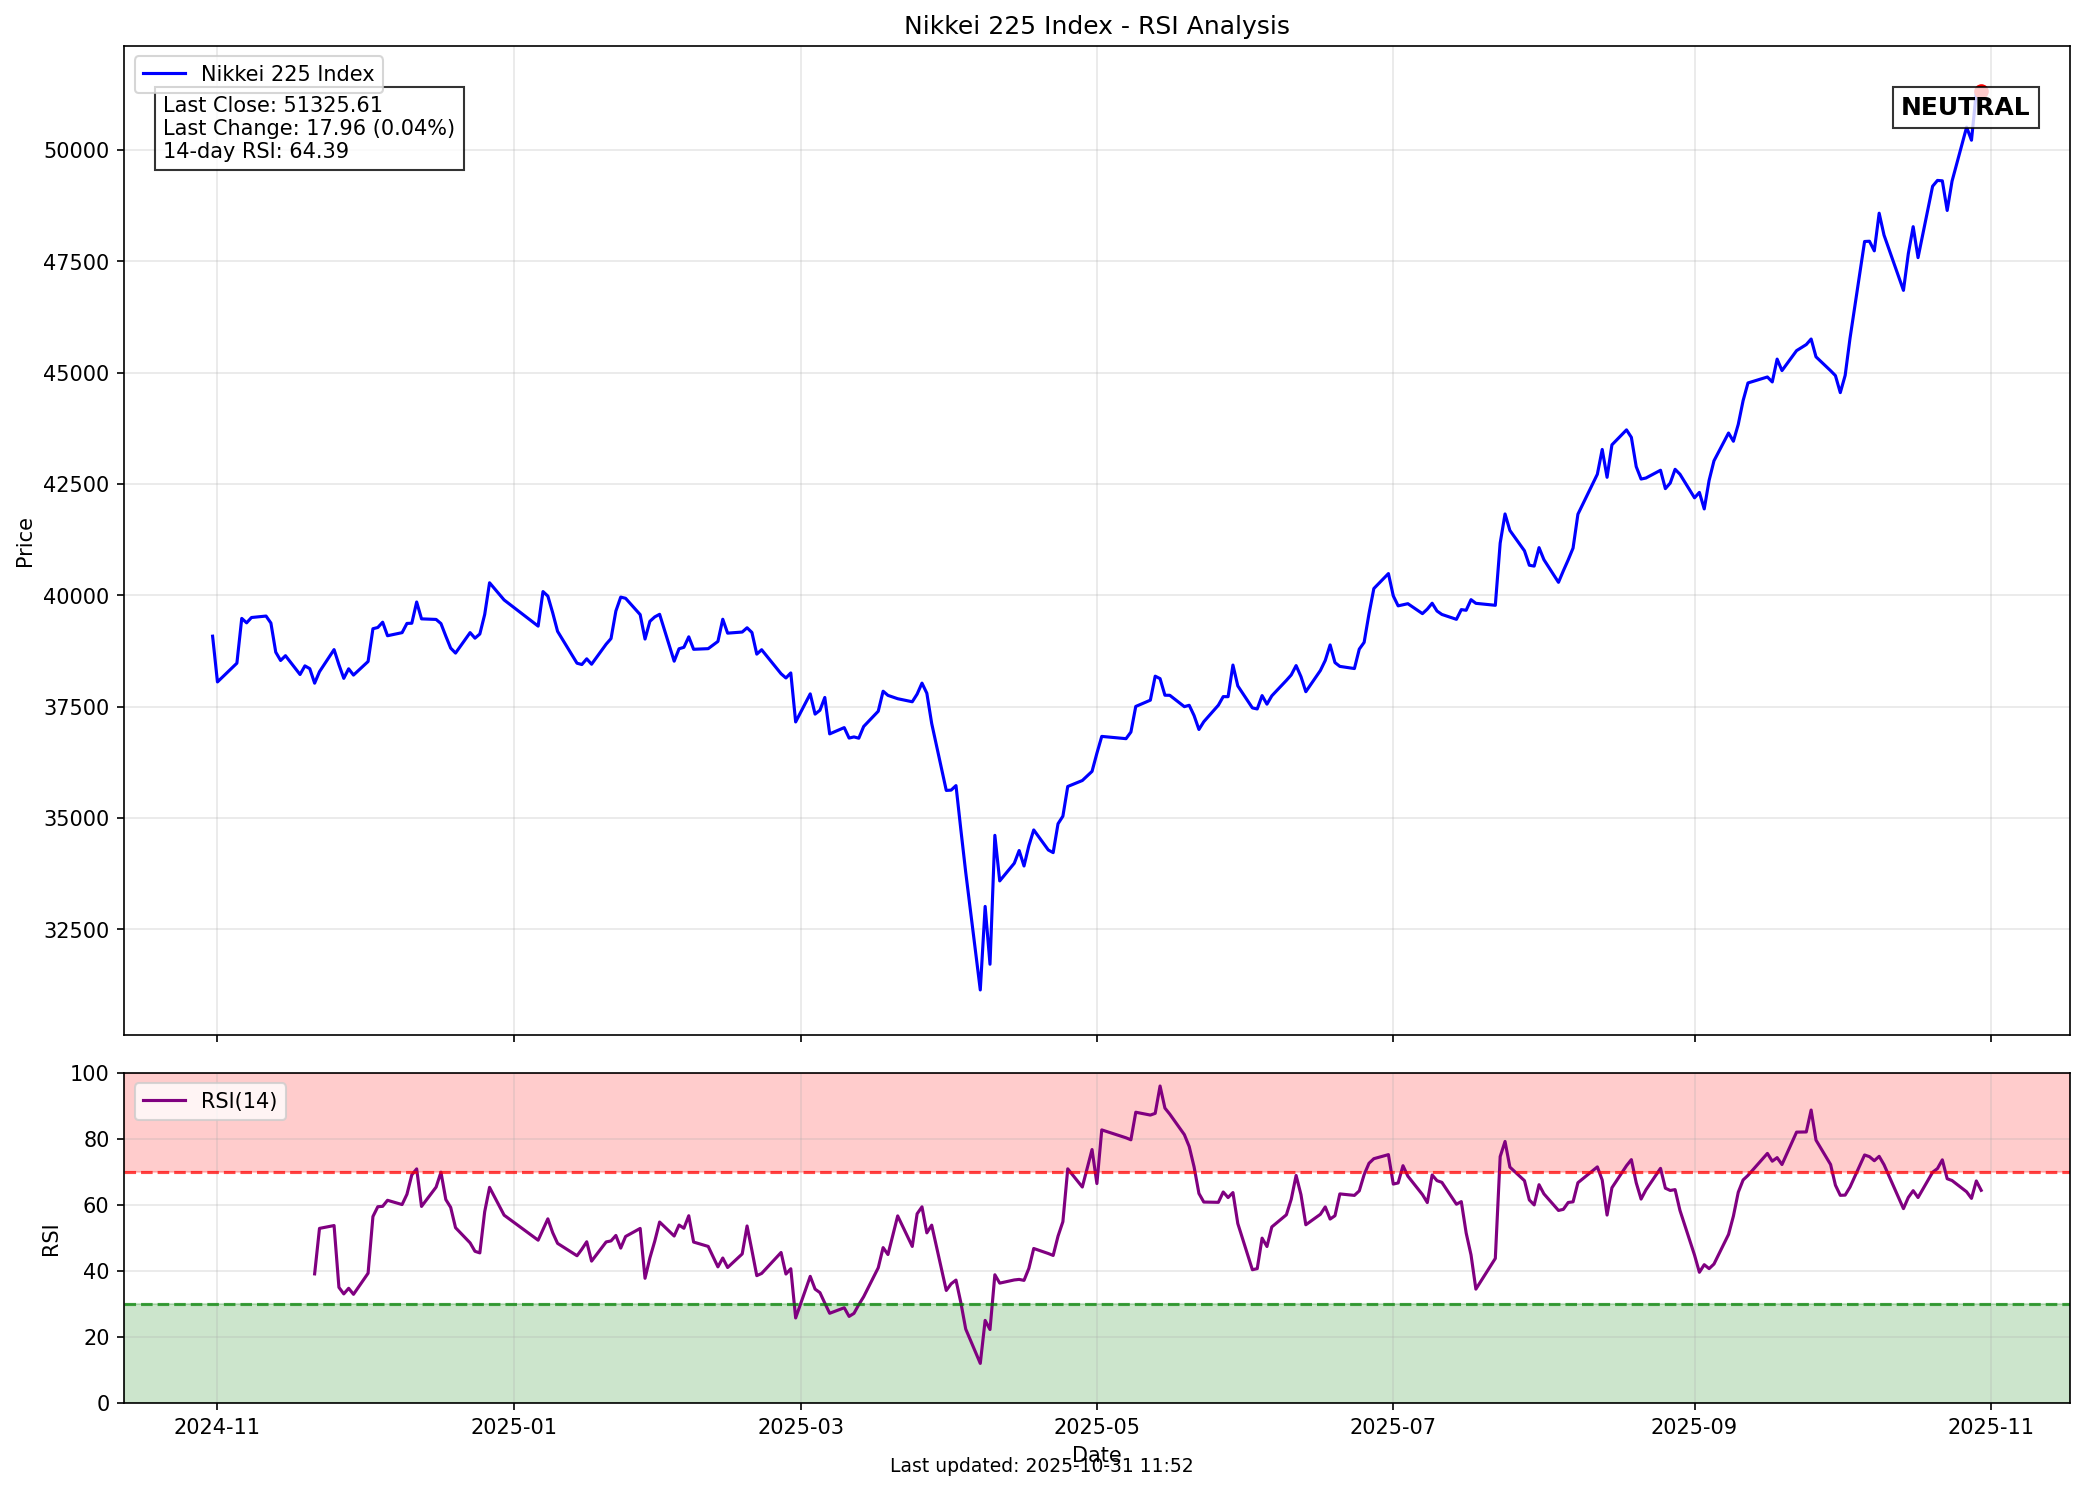 Nikkei 225 Index - RSI Analysis
Nikkei 225 Index
Last Close: 51325.61
Last Change: 17.96 (0.04%)
14-day RSI: 64.39
NEUTRAL
Price
50000
47500
45000
42500
40000
37500
35000
32500
RSI(14)
RSI
100
80
60
40
20
0
2024-11
2025-01
2025-03
2025-05
2025-07
2025-09
2025-11
Date
Last updated: 2025-10-31 11:52